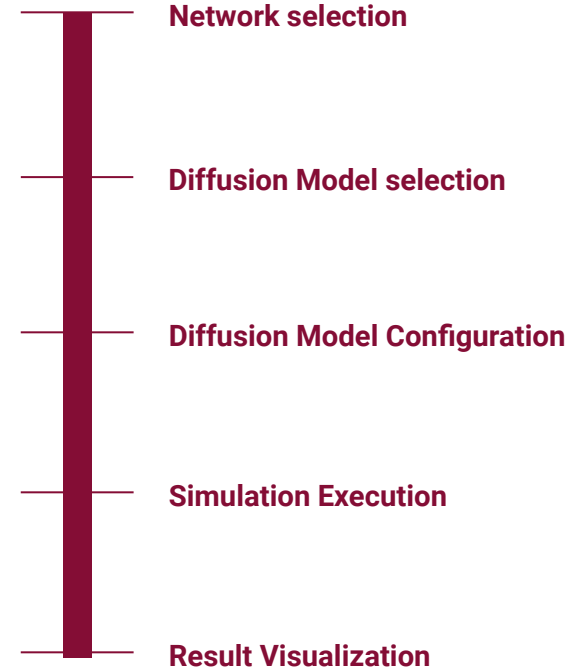 Network selection
Diffusion Model selection
Diffusion Model Configuration
Simulation Execution
Result Visualization